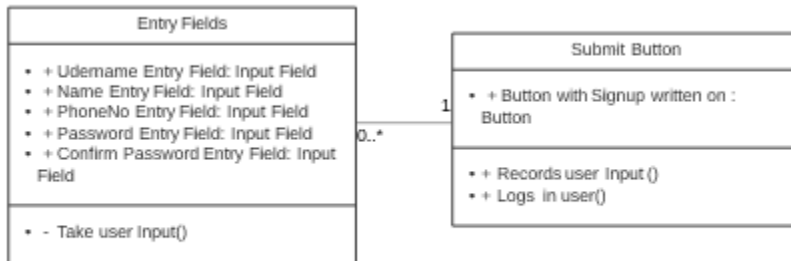 Entry Fields
• + Udername Entry Field: Input Field
• + Name Entry Field: Input Field
• + PhoneNo Entry Field: Input Field
• + Password Entry Field: Input Field
• + Confirm Password Entry Field: Input
Field
• - Take user Input()
0..*
1
Submit Button
• + Button with Signup written on :
Button
• + Records user Input ()
• + Logs in user()